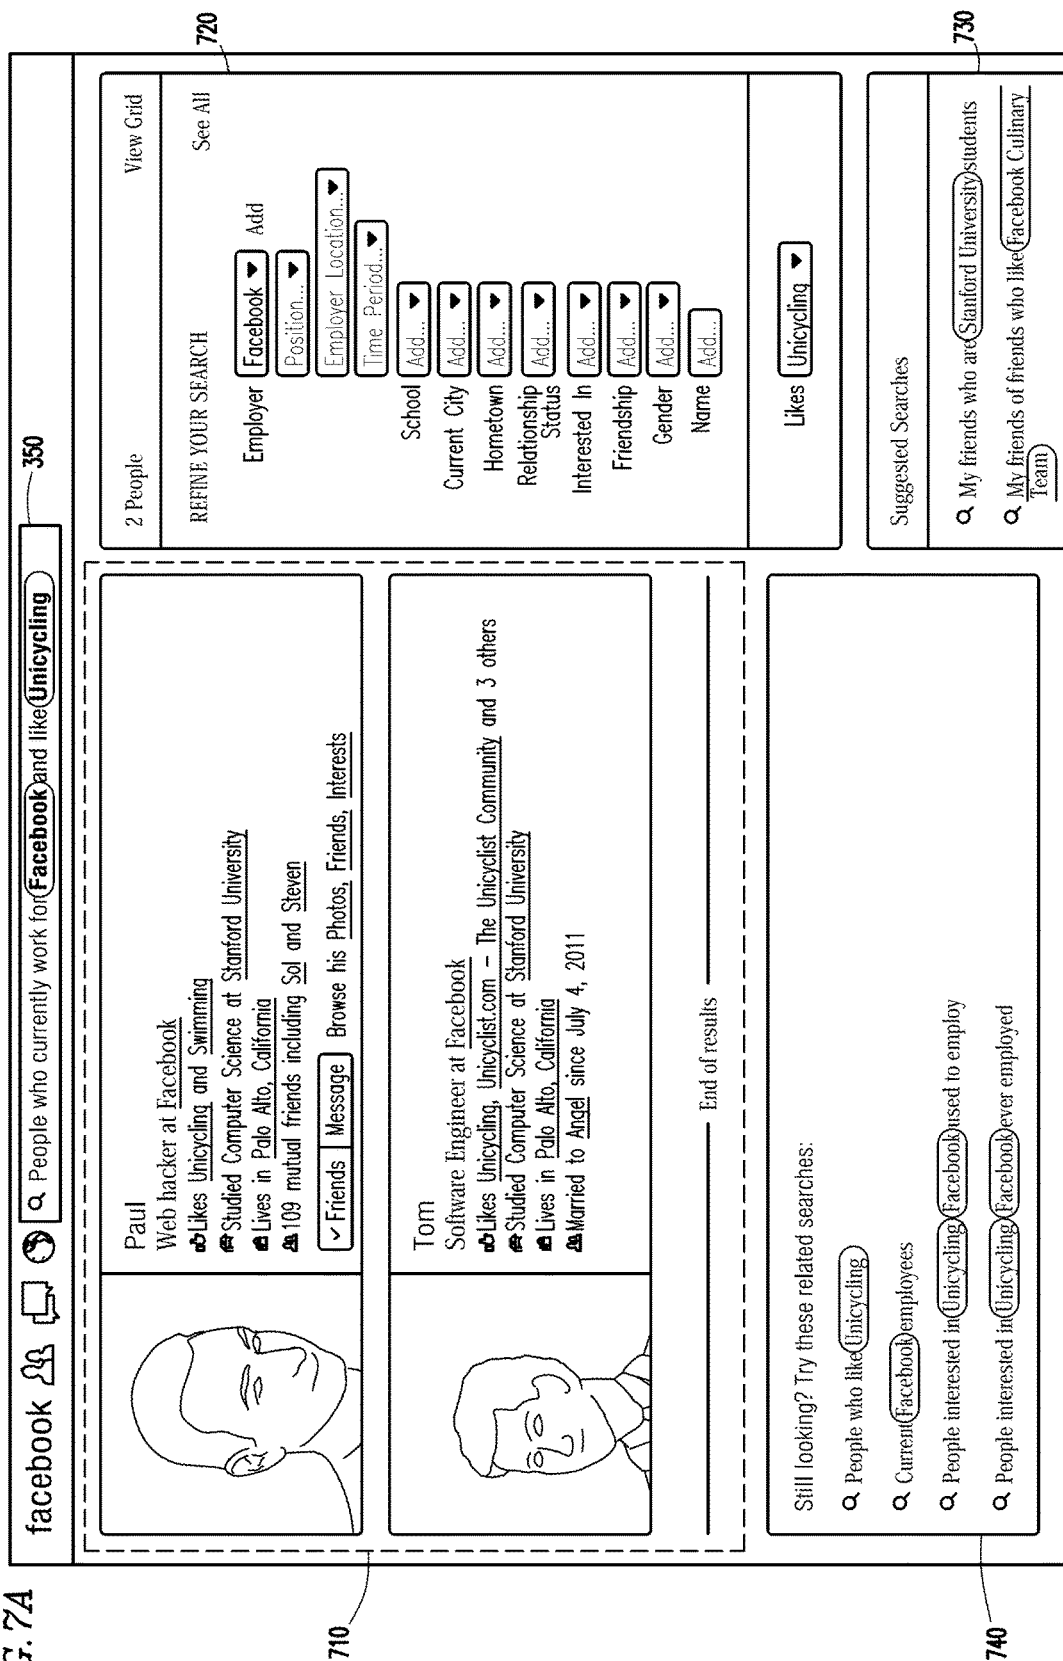 G. 7A
facebook
People who currently work for Facebook and like Unicycling
350
Paul
Web hacker at Facebook
Likes Unicycling and Swimming
Studied Computer Science at Stanford University
Lives in Palo Alto, California
109 mutual friends including Sol and Steven
Friends Message Browse his Photos, Friends, Interests
Tom
Software Engineer at Facebook
Likes Unicycling, Unicyclist.com – The Unicyclist Community and 3 others
Studied Computer Science at Stanford University
Lives in Palo Alto, California
Married to Angel since July 4, 2011
End of results
710
Still looking? Try these related searches:
People who like Unicycling
Current Facebook employees
People interested in Unicycling Facebook used to employ
People interested in Unicycling Facebook ever employed
740
2 People View Grid
REFINE YOUR SEARCH See All
720
Employer Facebook Add
Position...
Employer Location...
Time Period...
School Add...
Current City Add...
Hometown Add...
Relationship
Status Add...
Interested In Add...
Friendship Add...
Gender Add...
Name Add...
Likes Unicycling
Suggested Searches
730
My friends who are Stanford University students
My friends of friends who like Facebook Culinary
Team